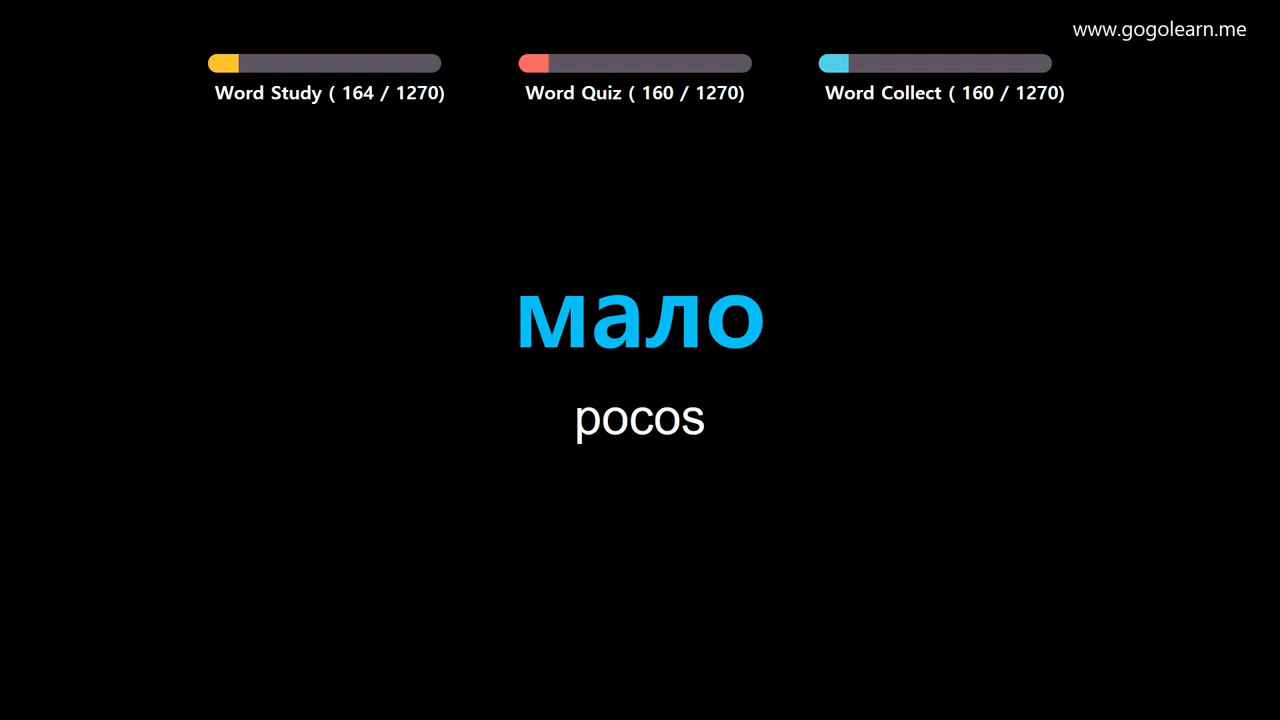 www.gogolearn.me
Word Study ( 164 / 1270)
Word Quiz ( 160 / 1270)
Word Collect ( 160 / 1270)
мало
pocos